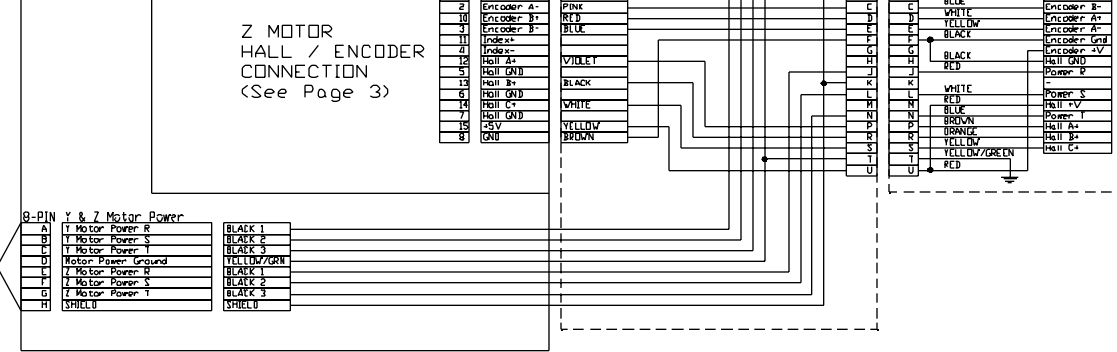 Z MOTOR
HALL / ENCODER
CONNECTION
(See Page 3)
2 Encoder A- PINK
10 Encoder B+ RED
3 Encoder B- BLUE
11 Index+
4 Index-
12 Hall A+ VIOLET
5 Hall GND
13 Hall B+ BLACK
6 Hall GND
14 Hall C+ WHITE
7 Hall GND
15 +5V YELLOW
8 GND BROWN
C C BLUE Encoder B-
D D WHITE Encoder A+
E E YELLOW Encoder A-
F F BLACK Encoder Gnd
G G Encoder +V
H H BLACK Hall GND
J J RED Power R
K K -
L L WHITE Power S
M M RED Hall +V
N N BLUE Power T
P P BROWN Hall A+
R R ORANGE Hall B+
S S YELLOW Hall C+
T T YELLOW/GREEN
U U RED
8-PIN Y & Z Motor Power
A Y Motor Power R BLACK 1
B Y Motor Power S BLACK 2
C Y Motor Power T BLACK 3
D Motor Power Ground YELLOW/GRN
E Z Motor Power R BLACK 1
F Z Motor Power S BLACK 2
G Z Motor Power T BLACK 3
H SHIELD SHIELD